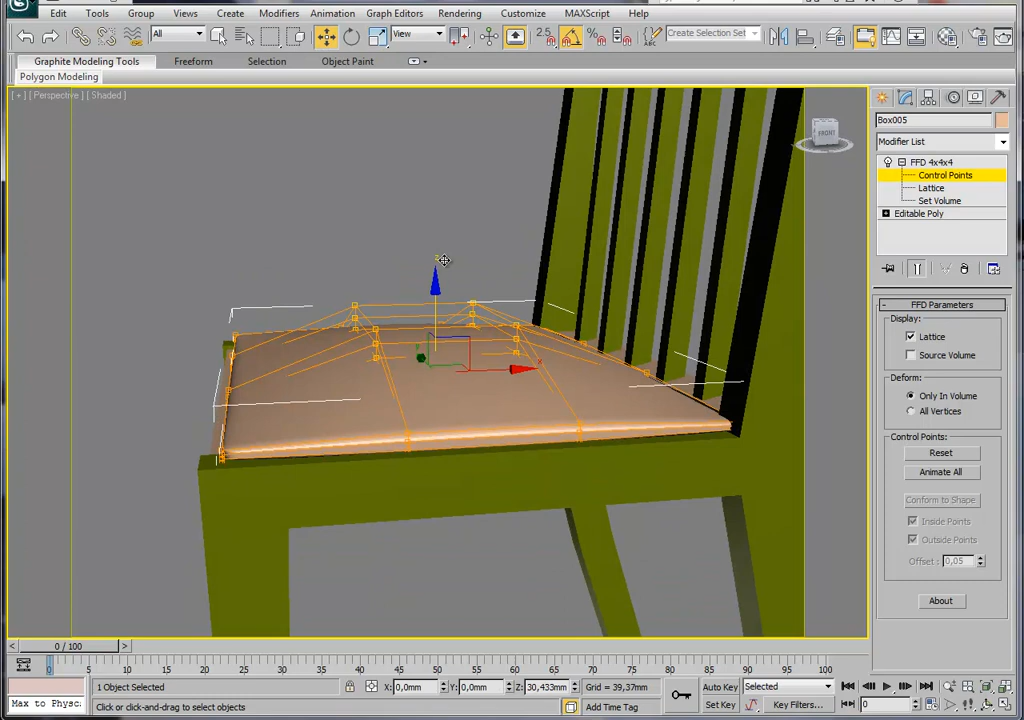 Edit Tools Group Views Create Modifiers Animation Graph Editors Rendering Customize MAXScript Help
All View 2.5 Create Selection Set
Graphite Modeling Tools Freeform Selection Object Paint
Polygon Modeling
[ + ] [ Perspective ] [ Shaded ]
FRONT
Box005
Modifier List
FFD 4x4x4
Control Points
Lattice
Set Volume
Editable Poly
FFD Parameters
Display:
Lattice
Source Volume
Deform:
Only In Volume
All Vertices
Control Points:
Reset
Animate All
Conform to Shape
Inside Points
Outside Points
Offset : 0,05
About
z
x
< 0 / 100 >
0 5 10 15 20 25 30 35 40 45 50 55 60 65 70 75 80 85 90 95 100
1 Object Selected X: 0,0mm Y: 0,0mm Z: 30,433mm Grid = 39,37mm Auto Key Selected
Max to Physc Click or click-and-drag to select objects Add Time Tag Set Key Key Filters... 0